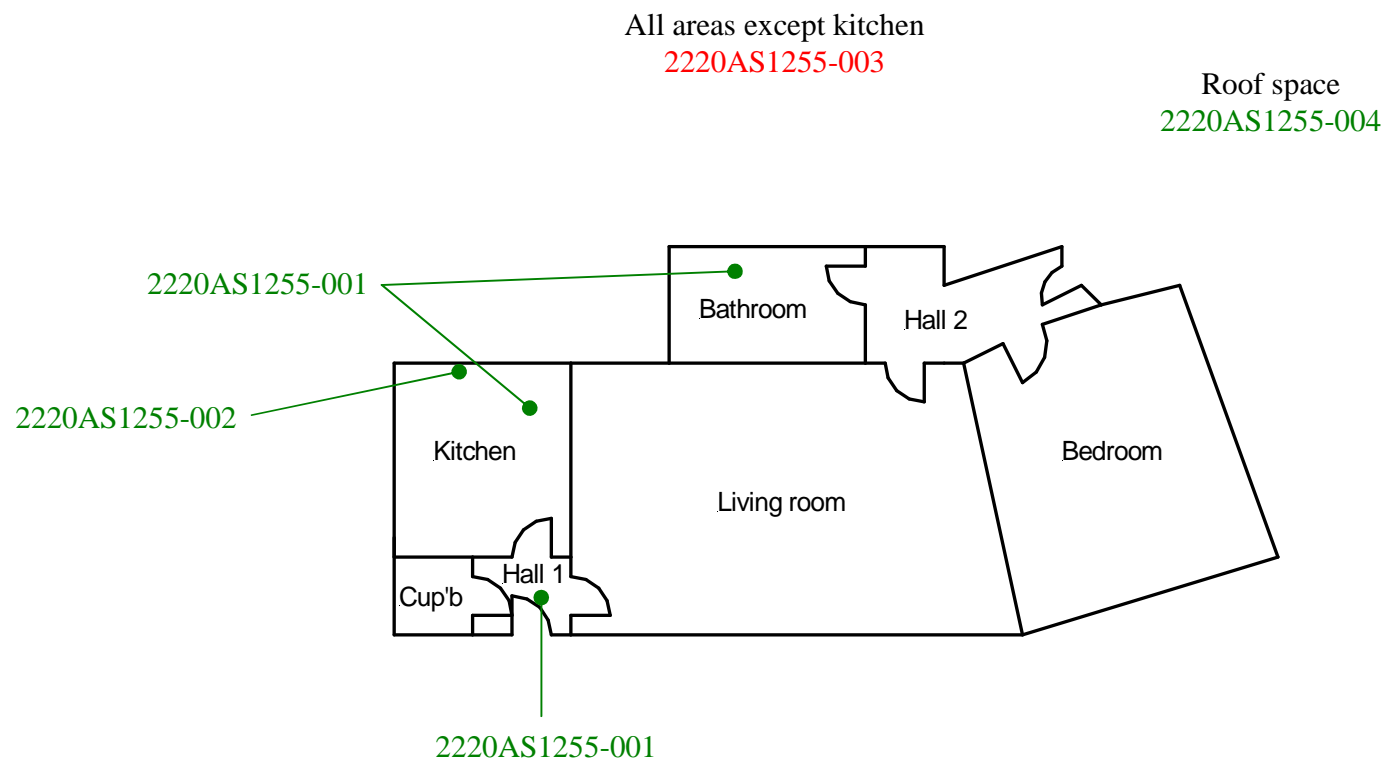 All areas except kitchen
2220AS1255-003
Roof space
2220AS1255-004
2220AS1255-001
Bathroom
Hall 2
2220AS1255-002
Kitchen
Bedroom
Living room
Hall 1
Cup'b
2220AS1255-001